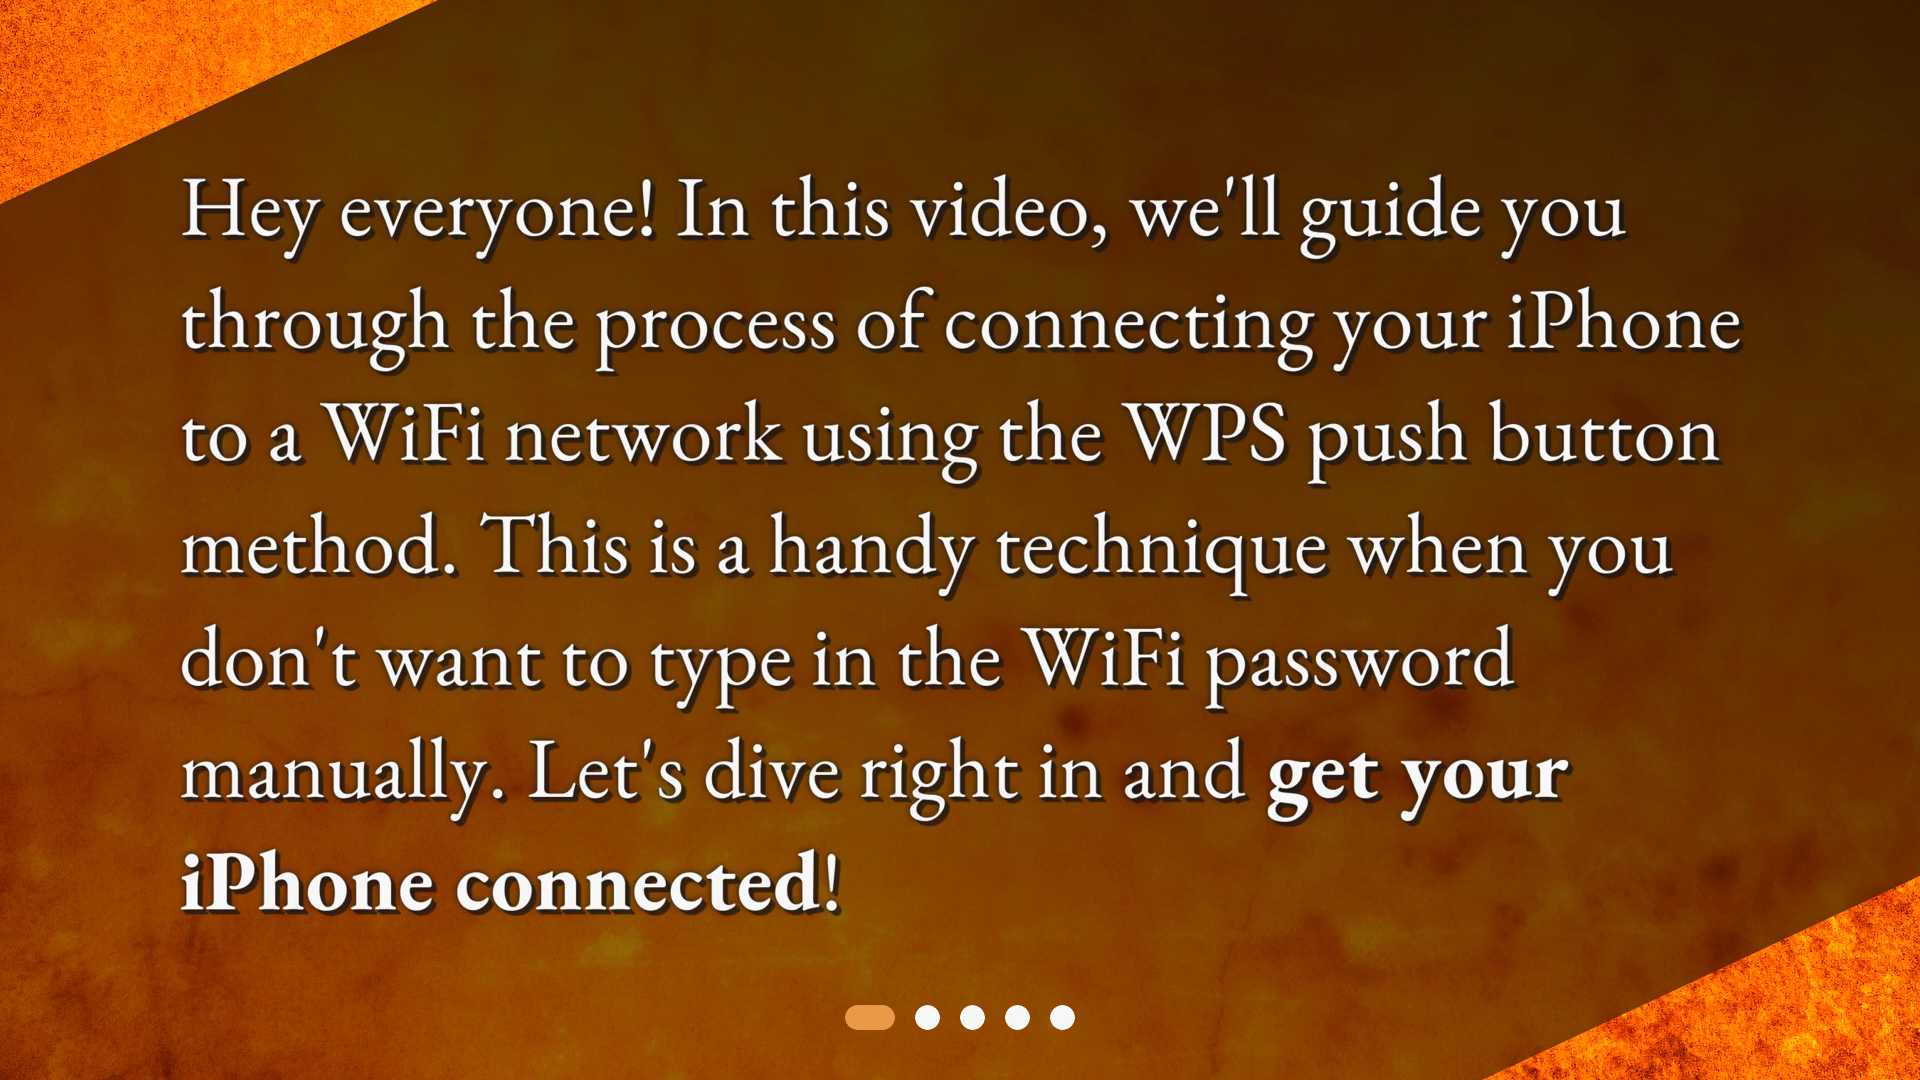 Hey everyone! In this video, we'll guide you
through the process of connecting your iPhone
to a WiFi network using the WPS push button
method. This is a handy technique when you
don't want to type in the WiFi password
manually. Let's dive right in and get your
iPhone connected!